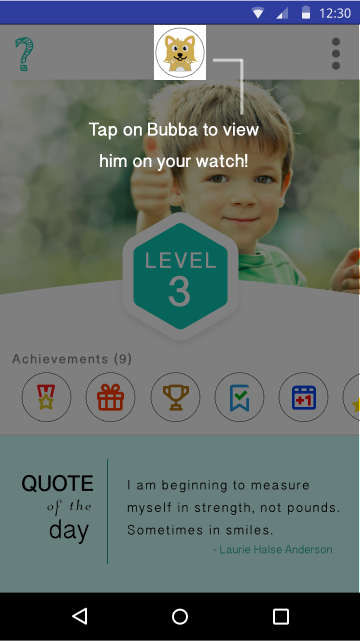 12:30
?
Tap on Bubba to view
him on your watch!
LEVEL
3
Achievements (9)
+1
QUOTE
of the
day
I am beginning to measure
myself in strength, not pounds.
Sometimes in smiles.
- Laurie Halse Anderson